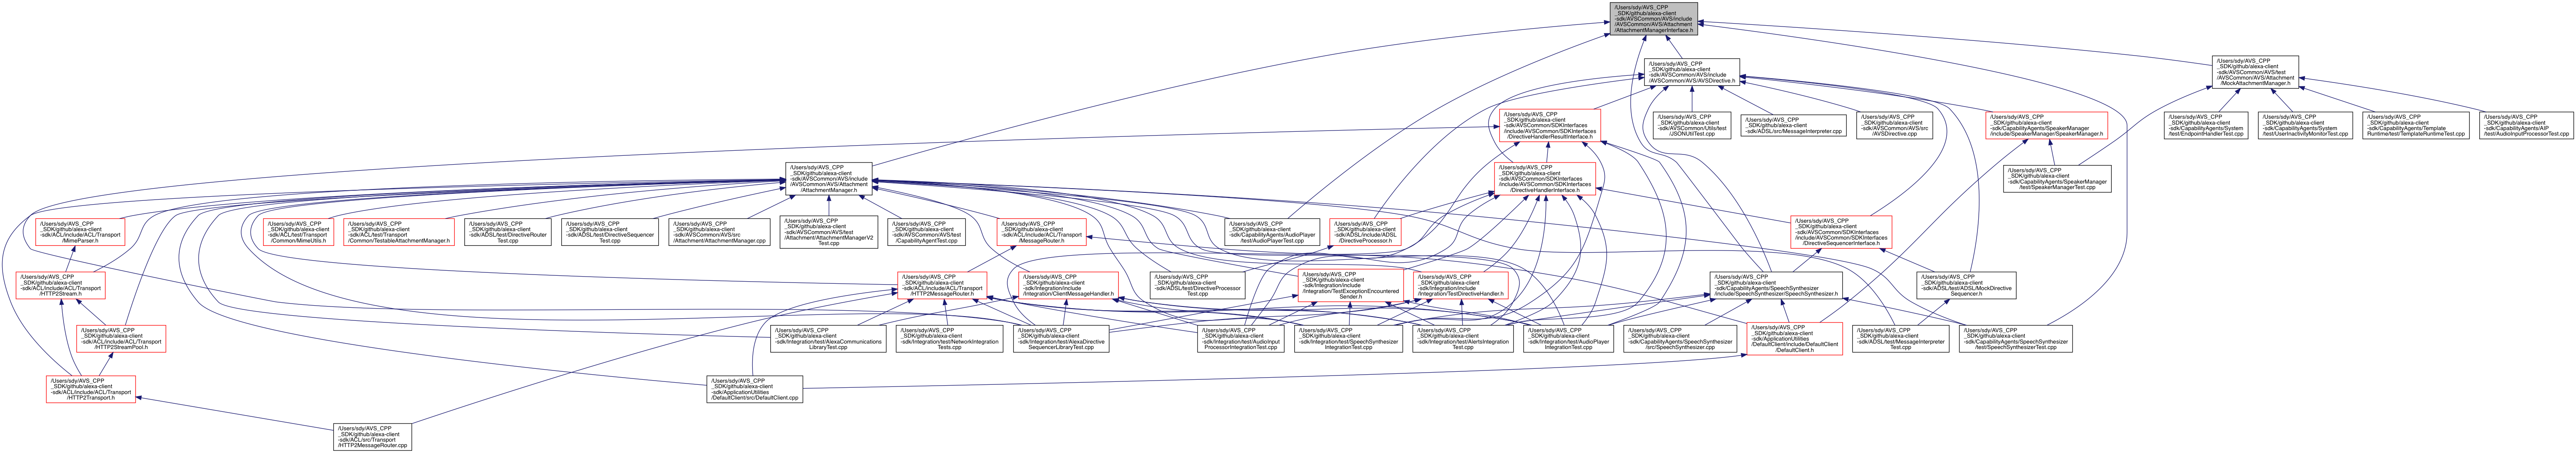 /Users/sdy/AVS_CPP
_SDK/github/alexa-client
-sdk/AVSCommon/AVS/include
/AVSCommon/AVS/Attachment
/AttachmentManagerInterface.h
/Users/sdy/AVS_CPP
_SDK/github/alexa-client
-sdk/AVSCommon/AVS/include
/AVSCommon/AVS/AVSDirective.h
/Users/sdy/AVS_CPP
_SDK/github/alexa-client
-sdk/AVSCommon/AVS/test
/AVSCommon/AVS/Attachment
/MockAttachmentManager.h
/Users/sdy/AVS_CPP
_SDK/github/alexa-client
-sdk/AVSCommon/SDKInterfaces
/include/AVSCommon/SDKInterfaces
/DirectiveHandlerResultInterface.h
/Users/sdy/AVS_CPP
_SDK/github/alexa-client
-sdk/AVSCommon/Utils/test
/JSONUtilTest.cpp
/Users/sdy/AVS_CPP
_SDK/github/alexa-client
-sdk/ADSL/src/MessageInterpreter.cpp
/Users/sdy/AVS_CPP
_SDK/github/alexa-client
-sdk/AVSCommon/AVS/src
/AVSDirective.cpp
/Users/sdy/AVS_CPP
_SDK/github/alexa-client
-sdk/CapabilityAgents/SpeakerManager
/include/SpeakerManager/SpeakerManager.h
/Users/sdy/AVS_CPP
_SDK/github/alexa-client
-sdk/CapabilityAgents/System
/test/EndpointHandlerTest.cpp
/Users/sdy/AVS_CPP
_SDK/github/alexa-client
-sdk/CapabilityAgents/System
/test/UserInactivityMonitorTest.cpp
/Users/sdy/AVS_CPP
_SDK/github/alexa-client
-sdk/CapabilityAgents/Template
Runtime/test/TemplateRuntimeTest.cpp
/Users/sdy/AVS_CPP
_SDK/github/alexa-client
-sdk/CapabilityAgents/AIP
/test/AudioInputProcessorTest.cpp
/Users/sdy/AVS_CPP
_SDK/github/alexa-client
-sdk/AVSCommon/AVS/include
/AVSCommon/AVS/Attachment
/AttachmentManager.h
/Users/sdy/AVS_CPP
_SDK/github/alexa-client
-sdk/AVSCommon/SDKInterfaces
/include/AVSCommon/SDKInterfaces
/DirectiveHandlerInterface.h
/Users/sdy/AVS_CPP
_SDK/github/alexa-client
-sdk/CapabilityAgents/SpeakerManager
/test/SpeakerManagerTest.cpp
/Users/sdy/AVS_CPP
_SDK/github/alexa-client
-sdk/ACL/include/ACL/Transport
/MimeParser.h
/Users/sdy/AVS_CPP
_SDK/github/alexa-client
-sdk/ACL/test/Transport
/Common/MimeUtils.h
/Users/sdy/AVS_CPP
_SDK/github/alexa-client
-sdk/ACL/test/Transport
/Common/TestableAttachmentManager.h
/Users/sdy/AVS_CPP
_SDK/github/alexa-client
-sdk/ADSL/test/DirectiveRouter
Test.cpp
/Users/sdy/AVS_CPP
_SDK/github/alexa-client
-sdk/ADSL/test/DirectiveSequencer
Test.cpp
/Users/sdy/AVS_CPP
_SDK/github/alexa-client
-sdk/AVSCommon/AVS/src
/Attachment/AttachmentManager.cpp
/Users/sdy/AVS_CPP
_SDK/github/alexa-client
-sdk/AVSCommon/AVS/test
/Attachment/AttachmentManagerV2
Test.cpp
/Users/sdy/AVS_CPP
_SDK/github/alexa-client
-sdk/AVSCommon/AVS/test
/CapabilityAgentTest.cpp
/Users/sdy/AVS_CPP
_SDK/github/alexa-client
-sdk/ACL/include/ACL/Transport
/MessageRouter.h
/Users/sdy/AVS_CPP
_SDK/github/alexa-client
-sdk/CapabilityAgents/AudioPlayer
/test/AudioPlayerTest.cpp
/Users/sdy/AVS_CPP
_SDK/github/alexa-client
-sdk/ADSL/include/ADSL
/DirectiveProcessor.h
/Users/sdy/AVS_CPP
_SDK/github/alexa-client
-sdk/AVSCommon/SDKInterfaces
/include/AVSCommon/SDKInterfaces
/DirectiveSequencerInterface.h
/Users/sdy/AVS_CPP
_SDK/github/alexa-client
-sdk/ACL/include/ACL/Transport
/HTTP2Stream.h
/Users/sdy/AVS_CPP
_SDK/github/alexa-client
-sdk/ACL/include/ACL/Transport
/HTTP2MessageRouter.h
/Users/sdy/AVS_CPP
_SDK/github/alexa-client
-sdk/Integration/include
/Integration/ClientMessageHandler.h
/Users/sdy/AVS_CPP
_SDK/github/alexa-client
-sdk/ADSL/test/DirectiveProcessor
Test.cpp
/Users/sdy/AVS_CPP
_SDK/github/alexa-client
-sdk/Integration/include
/Integration/TestExceptionEncountered
Sender.h
/Users/sdy/AVS_CPP
_SDK/github/alexa-client
-sdk/Integration/include
/Integration/TestDirectiveHandler.h
/Users/sdy/AVS_CPP
_SDK/github/alexa-client
-sdk/CapabilityAgents/SpeechSynthesizer
/include/SpeechSynthesizer/SpeechSynthesizer.h
/Users/sdy/AVS_CPP
_SDK/github/alexa-client
-sdk/ADSL/test/ADSL/MockDirective
Sequencer.h
/Users/sdy/AVS_CPP
_SDK/github/alexa-client
-sdk/ACL/include/ACL/Transport
/HTTP2StreamPool.h
/Users/sdy/AVS_CPP
_SDK/github/alexa-client
-sdk/Integration/test/AlexaCommunications
LibraryTest.cpp
/Users/sdy/AVS_CPP
_SDK/github/alexa-client
-sdk/Integration/test/NetworkIntegration
Tests.cpp
/Users/sdy/AVS_CPP
_SDK/github/alexa-client
-sdk/Integration/test/AlexaDirective
SequencerLibraryTest.cpp
/Users/sdy/AVS_CPP
_SDK/github/alexa-client
-sdk/Integration/test/AudioInput
ProcessorIntegrationTest.cpp
/Users/sdy/AVS_CPP
_SDK/github/alexa-client
-sdk/Integration/test/SpeechSynthesizer
IntegrationTest.cpp
/Users/sdy/AVS_CPP
_SDK/github/alexa-client
-sdk/Integration/test/AlertsIntegration
Test.cpp
/Users/sdy/AVS_CPP
_SDK/github/alexa-client
-sdk/Integration/test/AudioPlayer
IntegrationTest.cpp
/Users/sdy/AVS_CPP
_SDK/github/alexa-client
-sdk/CapabilityAgents/SpeechSynthesizer
/src/SpeechSynthesizer.cpp
/Users/sdy/AVS_CPP
_SDK/github/alexa-client
-sdk/ApplicationUtilities
/DefaultClient/include/DefaultClient
/DefaultClient.h
/Users/sdy/AVS_CPP
_SDK/github/alexa-client
-sdk/ADSL/test/MessageInterpreter
Test.cpp
/Users/sdy/AVS_CPP
_SDK/github/alexa-client
-sdk/CapabilityAgents/SpeechSynthesizer
/test/SpeechSynthesizerTest.cpp
/Users/sdy/AVS_CPP
_SDK/github/alexa-client
-sdk/ACL/include/ACL/Transport
/HTTP2Transport.h
/Users/sdy/AVS_CPP
_SDK/github/alexa-client
-sdk/ApplicationUtilities
/DefaultClient/src/DefaultClient.cpp
/Users/sdy/AVS_CPP
_SDK/github/alexa-client
-sdk/ACL/src/Transport
/HTTP2MessageRouter.cpp